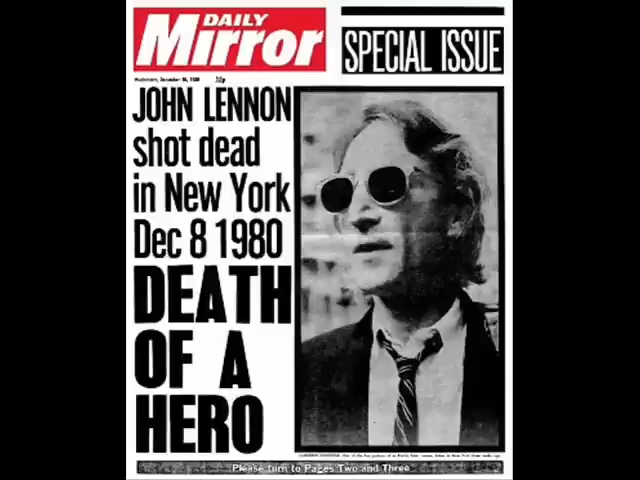 DAILY
Mirror
SPECIAL ISSUE
JOHN LENNON
shot dead
in New York
Dec 8 1980
DEATH
OF A
HERO
Please turn to Pages Two and Three